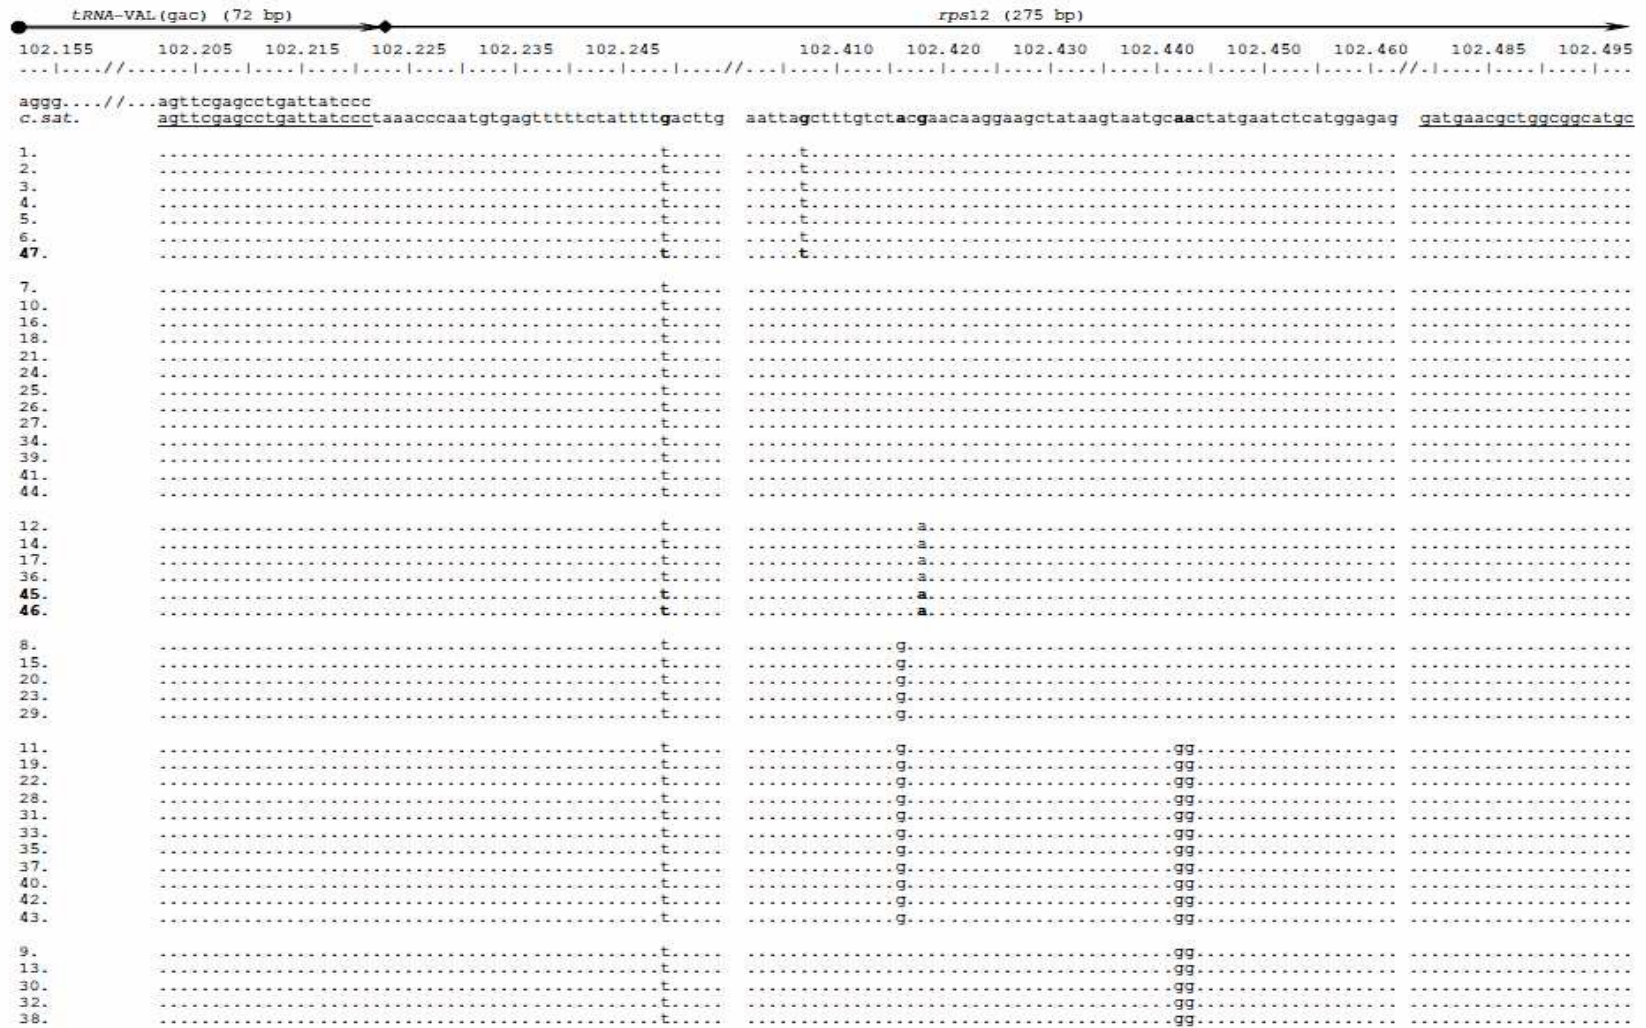 tRNA-VAL(gac) (72 bp) rps12 (275 bp)
102.155 102.205 102.215 102.225 102.235 102.245 102.410 102.420 102.430 102.440 102.450 102.460 102.485 102.495
aggg....//...agttcgagcctgattatccc
c.sat. agttcgagcctgattatccctaaacccaatgtgagtttttctattttgacttg aattagctttgtctacgaacaaggaagctataagtaatgcaactatgaatctcatggagag gatgaacgctggcggcatgc
1. t t
2. t t
3. t t
4. t t
5. t t
6. t t
47. t t
7. t
10. t
16. t
18. t
21. t
24. t
25. t
26. t
27. t
34. t
39. t
41. t
44. t
12. t a
14. t a
17. t a
36. t a
45. t a
46. t a
8. t g
15. t g
20. t g
23. t g
29. t g
11. t g gg
19. t g gg
22. t g gg
28. t g gg
31. t g gg
33. t g gg
35. t g gg
37. t g gg
40. t g gg
42. t g gg
43. t g gg
9. t gg
13. t gg
30. t gg
32. t gg
38. t gg